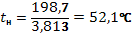 tн = 198,7 / 3,813 = 52,1℃